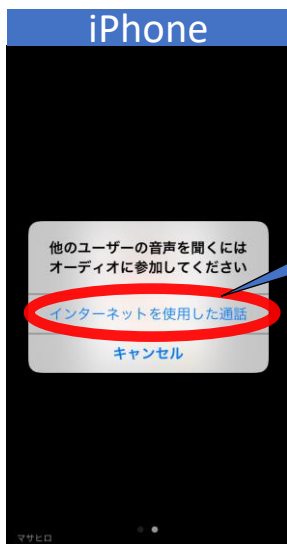 iPhone
他のユーザーの音声を聞くには
オーディオに参加してください
インターネットを使用した通話
キャンセル
マサヒロ